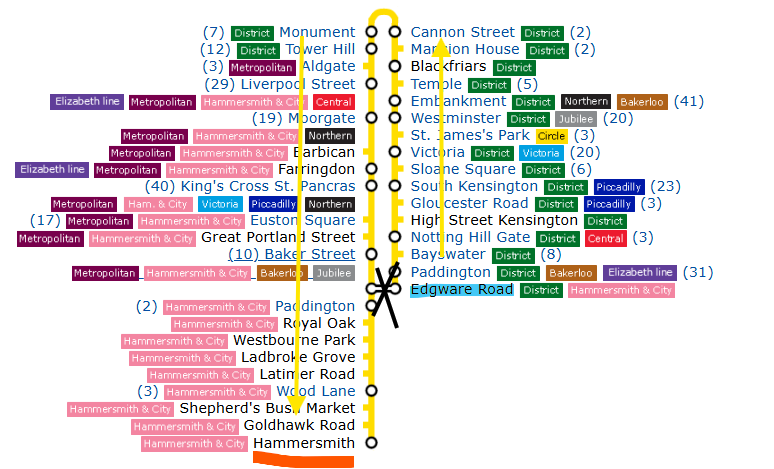 (7) District Monument
(12) District Tower Hill
(3) Metropolitan Aldgate
(29) Liverpool Street
Elizabeth line Metropolitan Hammersmith & City Central
(19) Moorgate
Metropolitan Hammersmith & City Northern
Metropolitan Hammersmith & City Barbican
Elizabeth line Metropolitan Hammersmith & City Farringdon
(40) King's Cross St. Pancras
Metropolitan Ham. & City Victoria Piccadilly Northern
(17) Metropolitan Hammersmith & City Euston Square
Metropolitan Hammersmith & City Great Portland Street
(10) Baker Street
Metropolitan Hammersmith & City Bakerloo Jubilee
(2) Hammersmith & City Paddington
Hammersmith & City Royal Oak
Hammersmith & City Westbourne Park
Hammersmith & City Ladbroke Grove
Hammersmith & City Latimer Road
(3) Hammersmith & City Wood Lane
Hammersmith & City Shepherd's Bush Market
Hammersmith & City Goldhawk Road
Hammersmith & City Hammersmith
Cannon Street District (2)
Mansion House District (2)
Blackfriars District
Temple District (5)
Embankment District Northern Bakerloo (41)
Westminster District Jubilee (20)
St. James's Park Circle (3)
Victoria District Victoria (20)
Sloane Square District (6)
South Kensington District Piccadilly (23)
Gloucester Road District Piccadilly (3)
High Street Kensington District
Notting Hill Gate District Central (3)
Bayswater District (8)
Paddington District Bakerloo Elizabeth line (31)
Edgware Road District Hammersmith & City